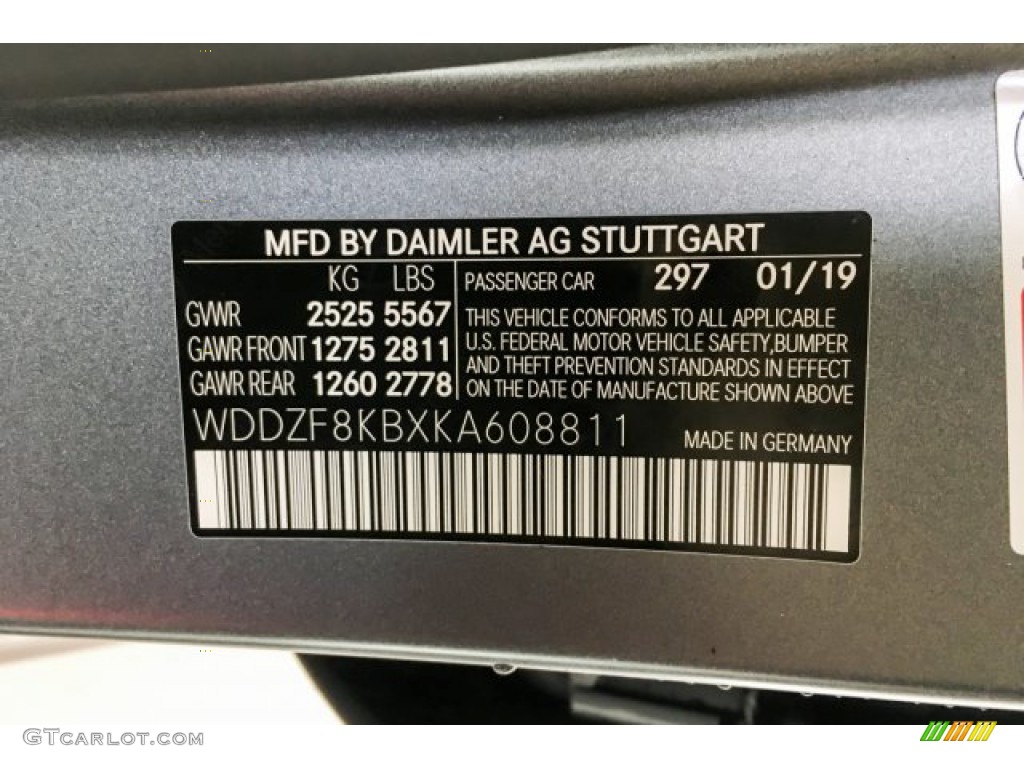 MFD BY DAIMLER AG STUTTGART
KG LBS
GVWR 2525 5567
GAWR FRONT 1275 2811
GAWR REAR 1260 2778
PASSENGER CAR 297 01/19
THIS VEHICLE CONFORMS TO ALL APPLICABLE
U.S. FEDERAL MOTOR VEHICLE SAFETY,BUMPER
AND THEFT PREVENTION STANDARDS IN EFFECT
ON THE DATE OF MANUFACTURE SHOWN ABOVE
WDDZF8KBXKA608811
MADE IN GERMANY
GTCarlot.com